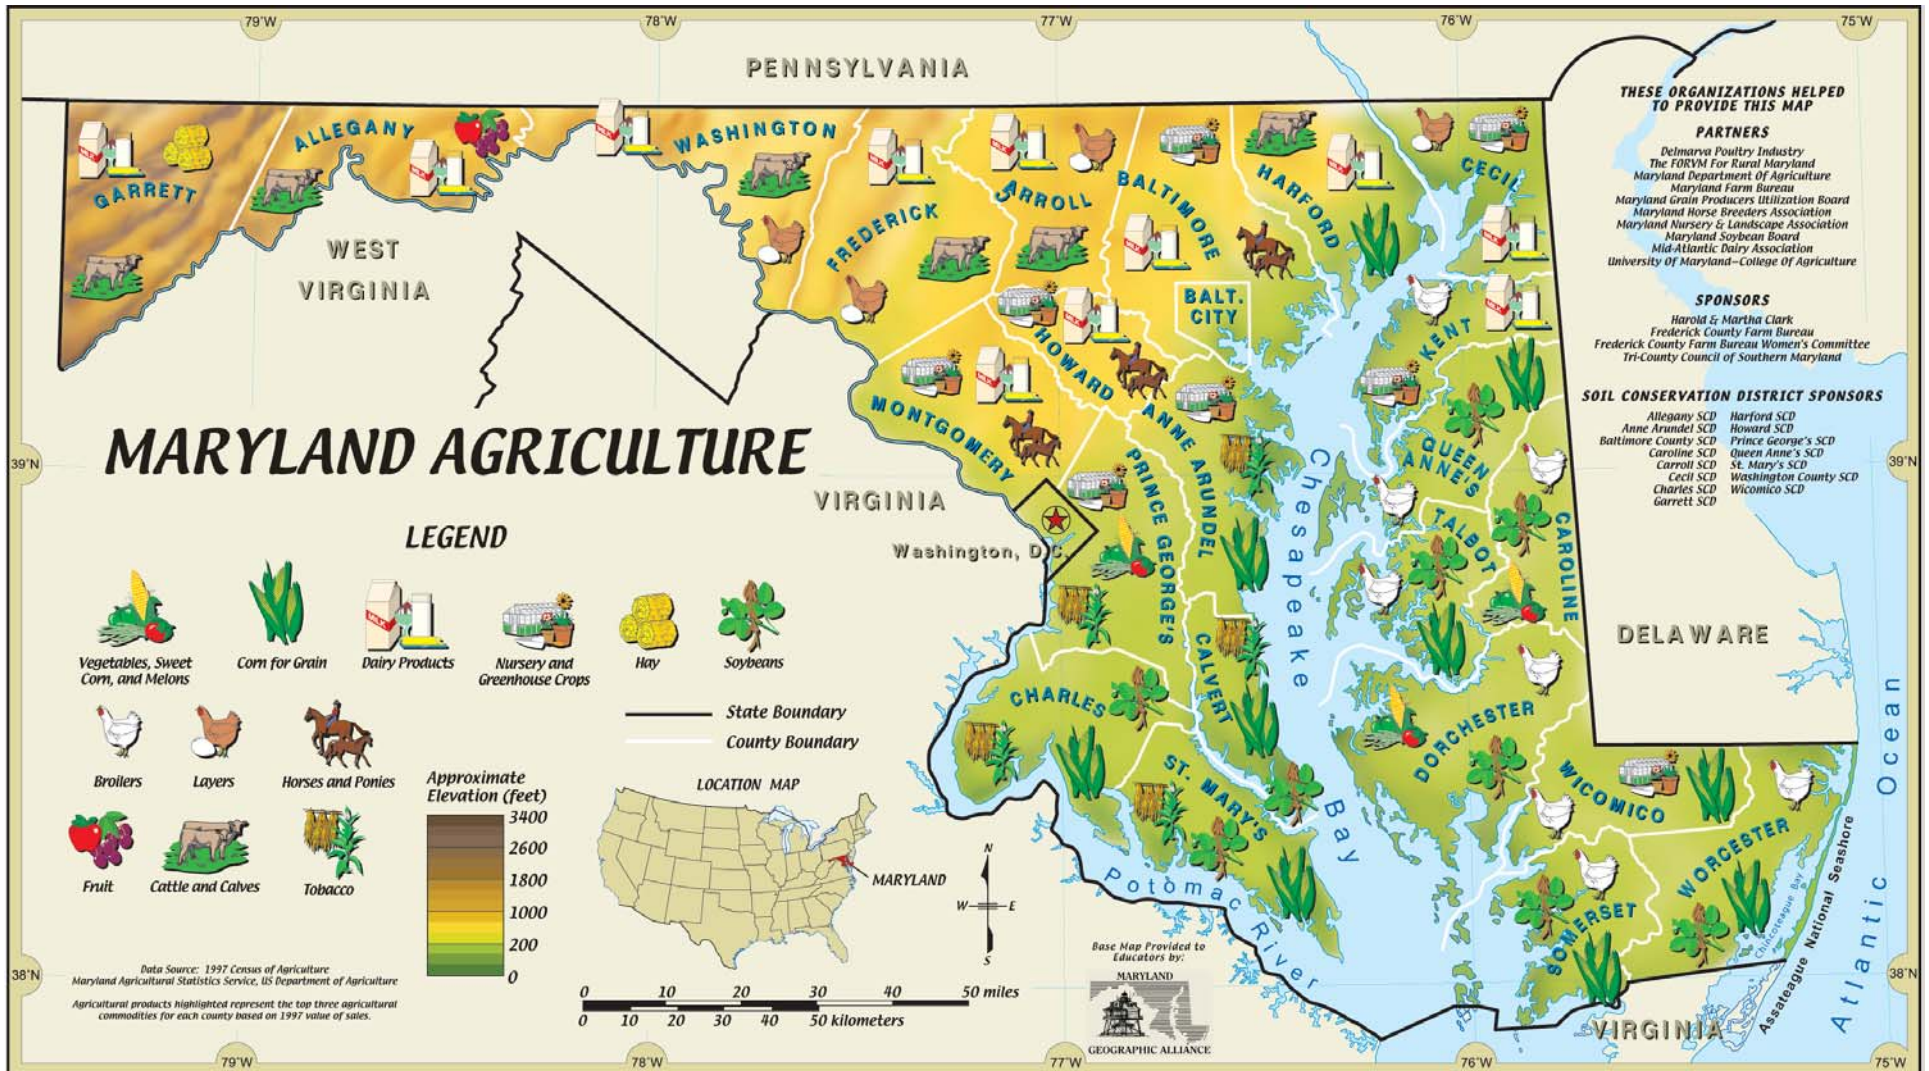 79°W
78°W
77°W
76°W
75°W
PENNSYLVANIA
THESE ORGANIZATIONS HELPED
TO PROVIDE THIS MAP
PARTNERS
Delmarva Poultry Industry
The FORVM For Rural Maryland
Maryland Department Of Agriculture
Maryland Farm Bureau
Maryland Grain Producers Utilization Board
Maryland Horse Breeders Association
Maryland Nursery & Landscape Association
Maryland Soybean Board
Mid-Atlantic Dairy Association
University Of Maryland-College Of Agriculture
SPONSORS
Harold & Martha Clark
Frederick County Farm Bureau
Frederick County Farm Bureau Women's Committee
Tri-County Council of Southern Maryland
SOIL CONSERVATION DISTRICT SPONSORS
Allegany SCD Harford SCD
Anne Arundel SCD Howard SCD
Baltimore County SCD Prince George's SCD
Caroline SCD Queen Anne's SCD
Carroll SCD St. Mary's SCD
Cecil SCD Washington County SCD
Charles SCD Wicomico SCD
Garrett SCD
GARRETT
ALLEGANY
WASHINGTON
FREDERICK
CARROLL
BALTIMORE
HARFORD
CECIL
WEST
VIRGINIA
BALT.
CITY
HOWARD
KENT
MONTGOMERY
ANNE ARUNDEL
QUEEN
ANNE'S
MARYLAND AGRICULTURE
39°N
39°N
VIRGINIA
Washington, D.C.
PRINCE GEORGE'S
TALBOT
CAROLINE
Chesapeake
Bay
DELAWARE
CALVERT
CHARLES
ST. MARY'S
DORCHESTER
WICOMICO
WORCESTER
SOMERSET
Potomac River
Chincoteague Bay
Assateague National Seashore
Atlantic Ocean
VIRGINIA
LEGEND
Vegetables, Sweet
Corn, and Melons
Corn for Grain
Dairy Products
Nursery and
Greenhouse Crops
Hay
Soybeans
Broilers
Layers
Horses and Ponies
Fruit
Cattle and Calves
Tobacco
MILK
State Boundary
County Boundary
Approximate
Elevation (feet)
3400
2600
1800
1000
200
0
LOCATION MAP
MARYLAND
N
W E
S
Data Source: 1997 Census of Agriculture
Maryland Agricultural Statistics Service, US Department of Agriculture
Agricultural products highlighted represent the top three agricultural
commodities for each county based on 1997 value of sales.
0 10 20 30 40 50 miles
0 10 20 30 40 50 kilometers
Base Map Provided to
Educators by:
MARYLAND
GEOGRAPHIC ALLIANCE
38°N
38°N
79°W
78°W
77°W
76°W
75°W